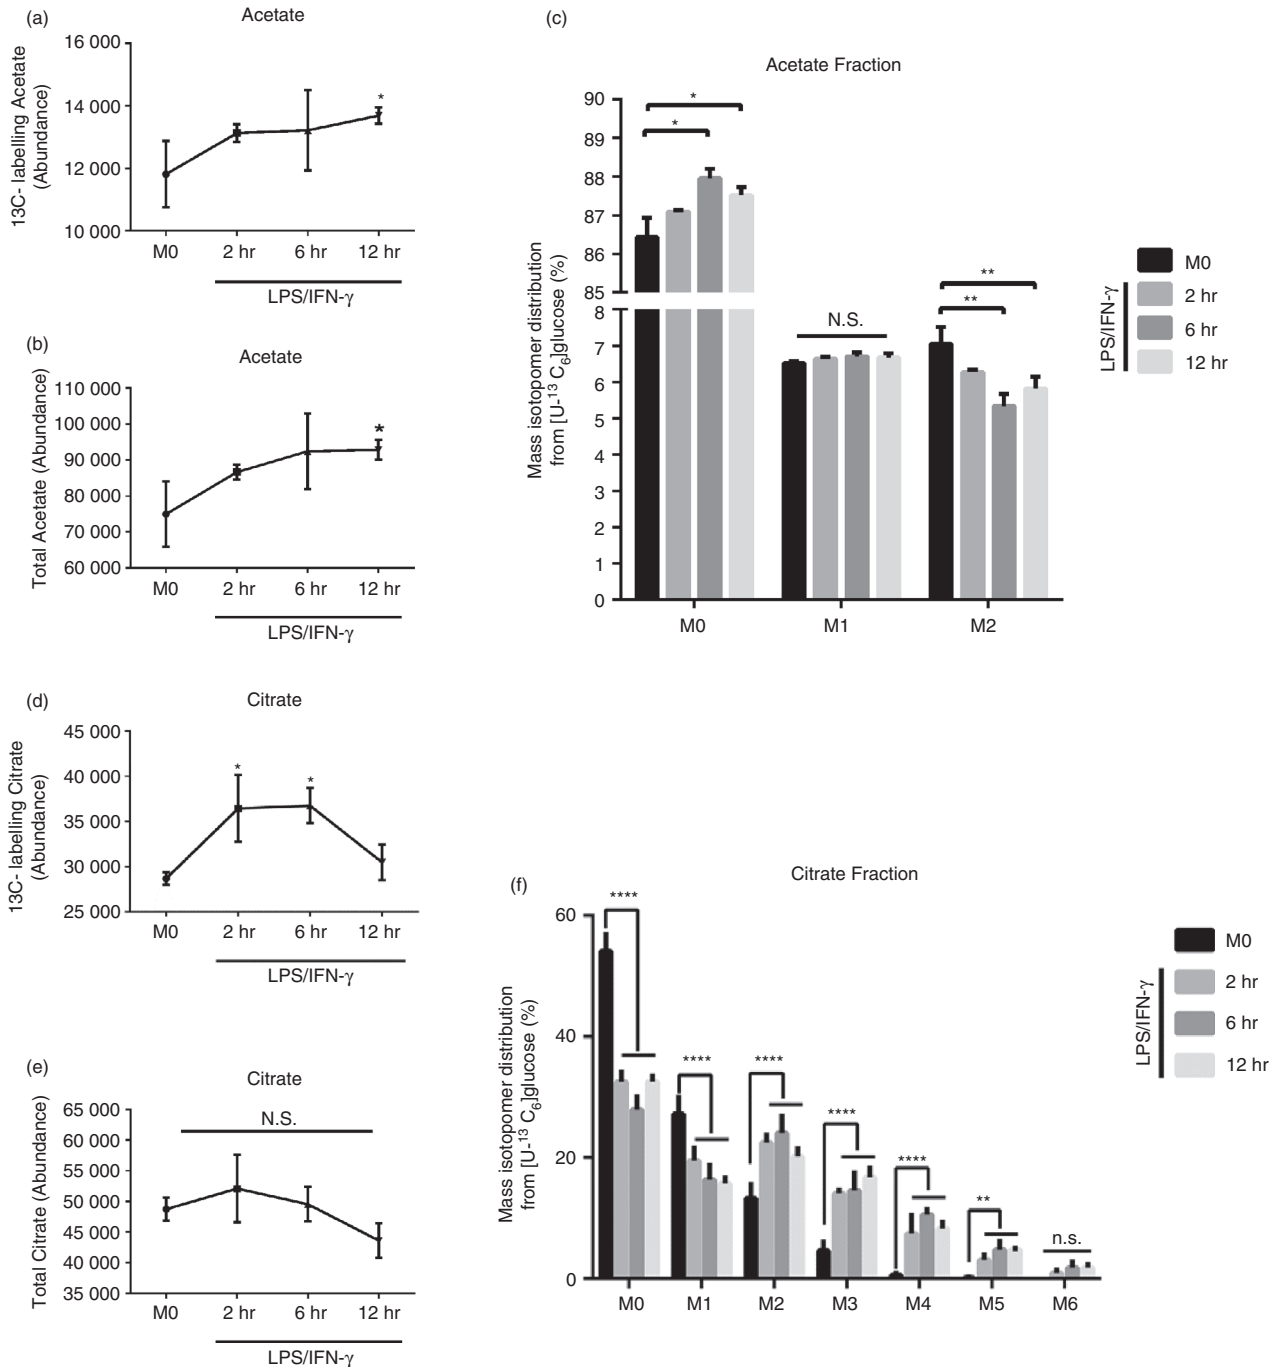 (a)
Acetate
13C- labelling Acetate
(Abundance)
16 000
14 000
12 000
10 000
*
M0 2 hr 6 hr 12 hr
LPS/IFN-γ
(b)
Acetate
Total Acetate (Abundance)
110 000
100 000
90 000
80 000
70 000
60 000
*
M0 2 hr 6 hr 12 hr
LPS/IFN-γ
(c)
Acetate Fraction
Mass isotopomer distribution
from [U-¹³ C₆]glucose (%)
90
89
88
87
86
85
8
7
6
5
4
3
2
1
0
*
*
N.S.
**
**
M0 M1 M2
M0
LPS/IFN-γ
2 hr
6 hr
12 hr
(d)
Citrate
13C- labelling Citrate
(Abundance)
45 000
40 000
35 000
30 000
25 000
* *
M0 2 hr 6 hr 12 hr
LPS/IFN-γ
(e)
Citrate
Total Citrate (Abundance)
65 000
60 000
55 000
50 000
45 000
40 000
35 000
N.S.
M0 2 hr 6 hr 12 hr
LPS/IFN-γ
(f)
Citrate Fraction
Mass isotopomer distribution
from [U-¹³ C₆]glucose (%)
60
40
20
0
****
****
****
****
****
**
n.s.
M0 M1 M2 M3 M4 M5 M6
M0
LPS/IFN-γ
2 hr
6 hr
12 hr